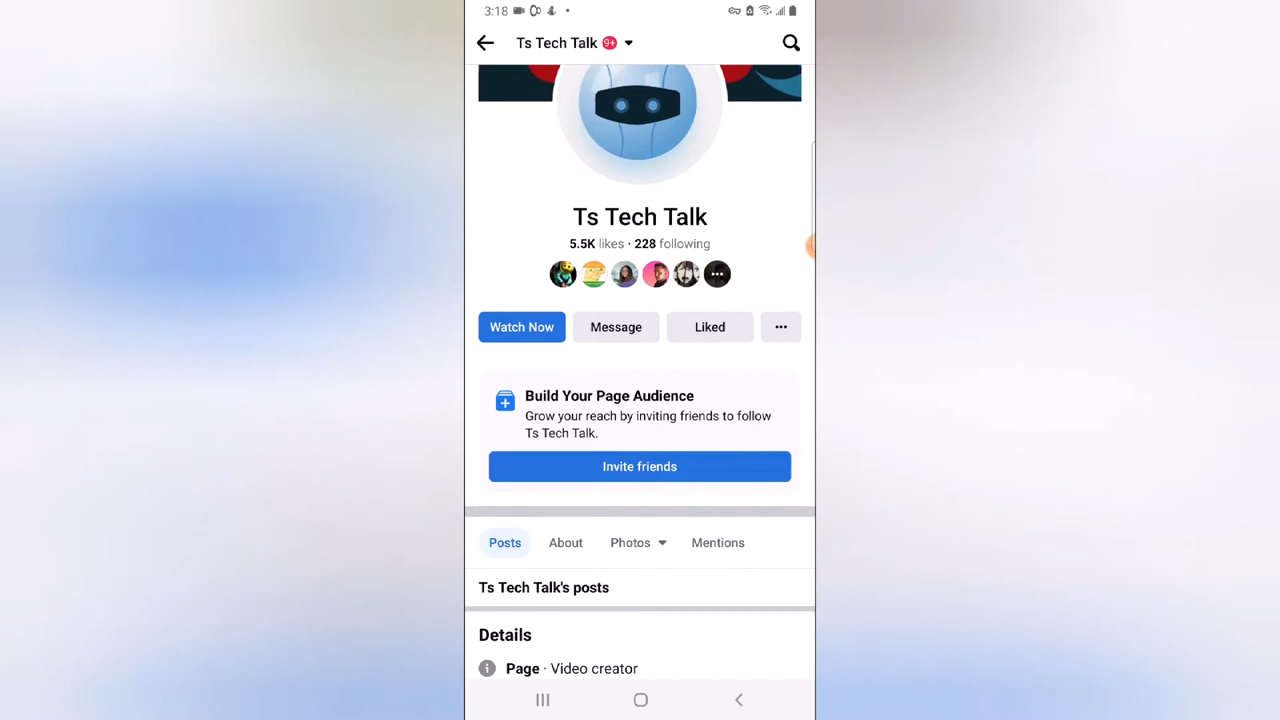 3:18
Ts Tech Talk 9+
Ts Tech Talk
5.5K likes · 228 following
Watch Now Message Liked
Build Your Page Audience
Grow your reach by inviting friends to follow
Ts Tech Talk.
Invite friends
Posts About Photos Mentions
Ts Tech Talk's posts
Details
Page · Video creator